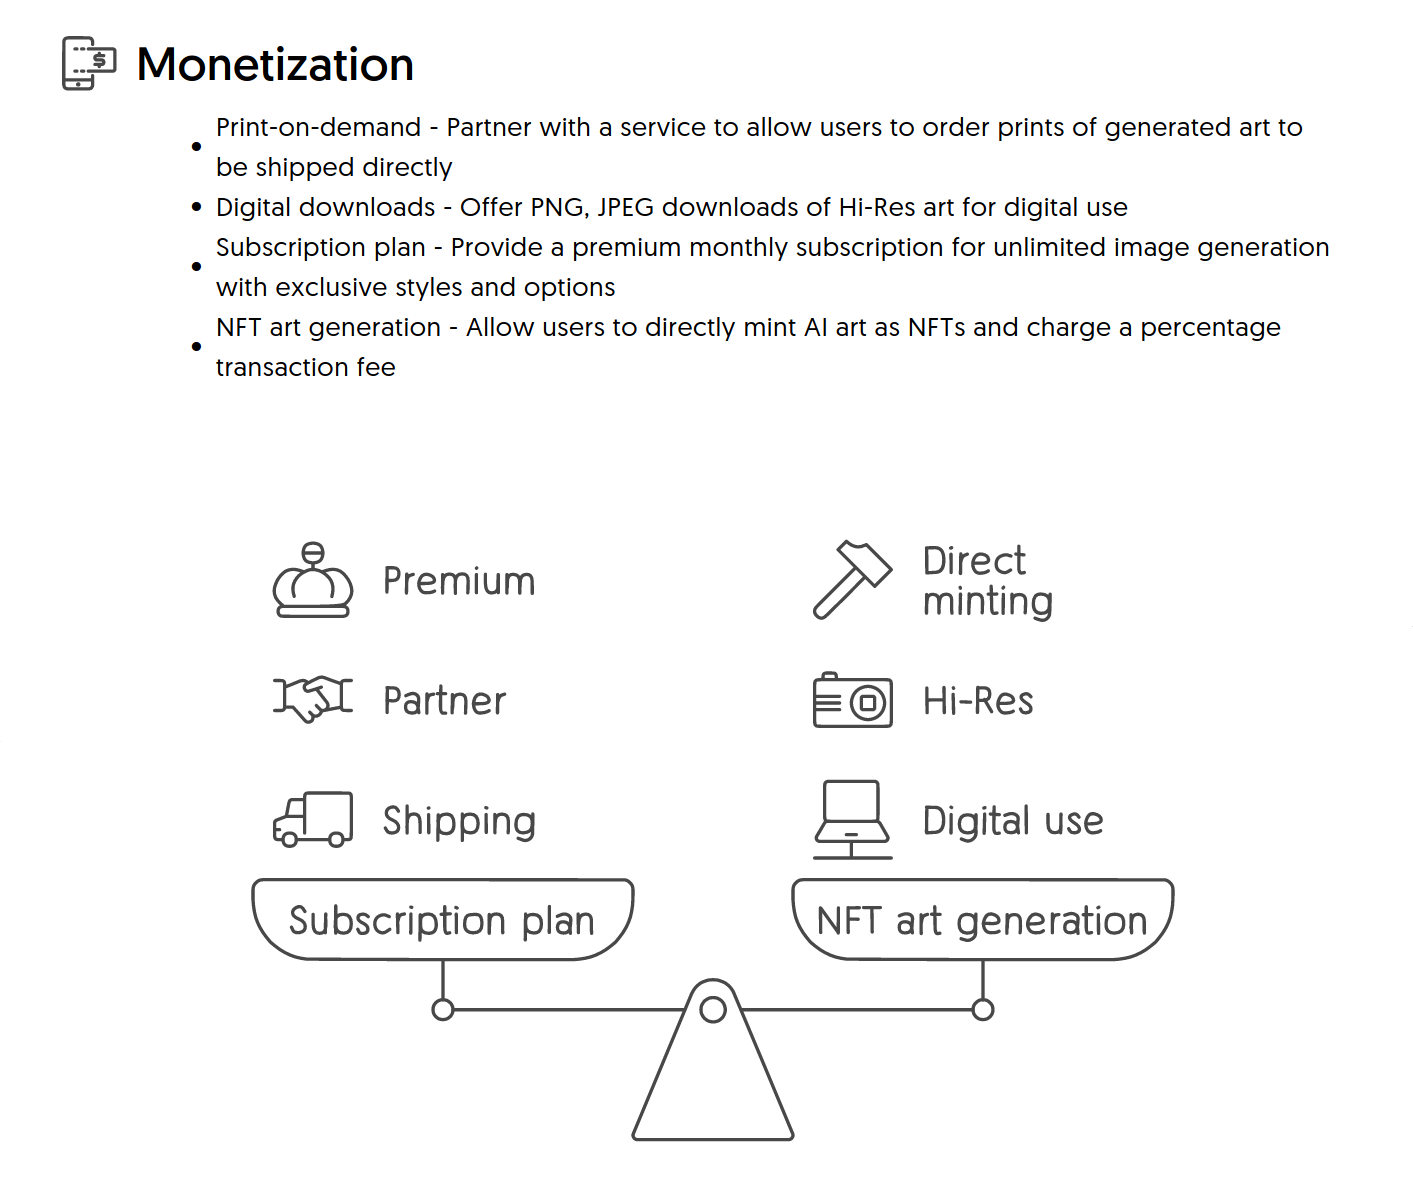 Monetization
Print-on-demand - Partner with a service to allow users to order prints of generated art to
be shipped directly
Digital downloads - Offer PNG, JPEG downloads of Hi-Res art for digital use
Subscription plan - Provide a premium monthly subscription for unlimited image generation
with exclusive styles and options
NFT art generation - Allow users to directly mint AI art as NFTs and charge a percentage
transaction fee
Premium
Partner
Shipping
Subscription plan
Direct
minting
Hi-Res
Digital use
NFT art generation